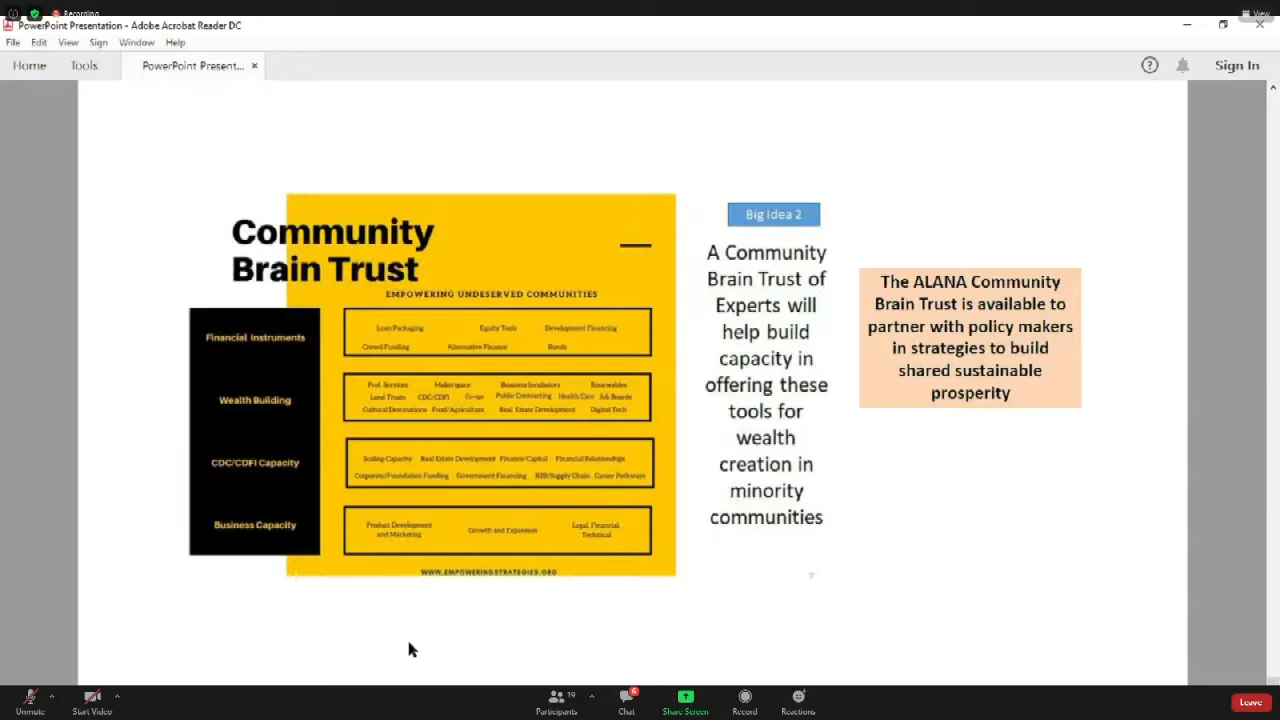 Recording
View
PowerPoint Presentation - Adobe Acrobat Reader DC
File Edit View Sign Window Help
Home Tools PowerPoint Present... × Sign In
Community
Brain Trust
EMPOWERING UNDESERVED COMMUNITIES
Financial Instruments
Loan Packaging Equity Tools Development Financing
Crowd Funding Alternative Finance Bonds
Wealth Building
Prof. Services Makerspace Business Incubators Renewables
Land Trusts CDC/CDFI Co-ops Public Contracting Health Care Job Boards
Cultural Destinations Food/Agriculture Real Estate Development Digital Tech
CDC/CDFI Capacity
Scaling Capacity Real Estate Development Finance/Capital Financial Relationships
Corporate/Foundation Funding Government Financing B2B/Supply Chain Career Pathways
Business Capacity
Product Development
and Marketing
Growth and Expansion
Legal, Financial,
Technical
WWW.EMPOWERINGSTRATEGIES.ORG
Big Idea 2
A Community
Brain Trust of
Experts will
help build
capacity in
offering these
tools for
wealth
creation in
minority
communities
7
The ALANA Community
Brain Trust is available to
partner with policy makers
in strategies to build
shared sustainable
prosperity
Unmute Start Video Participants 19 Chat 6 Share Screen Record Reactions Leave